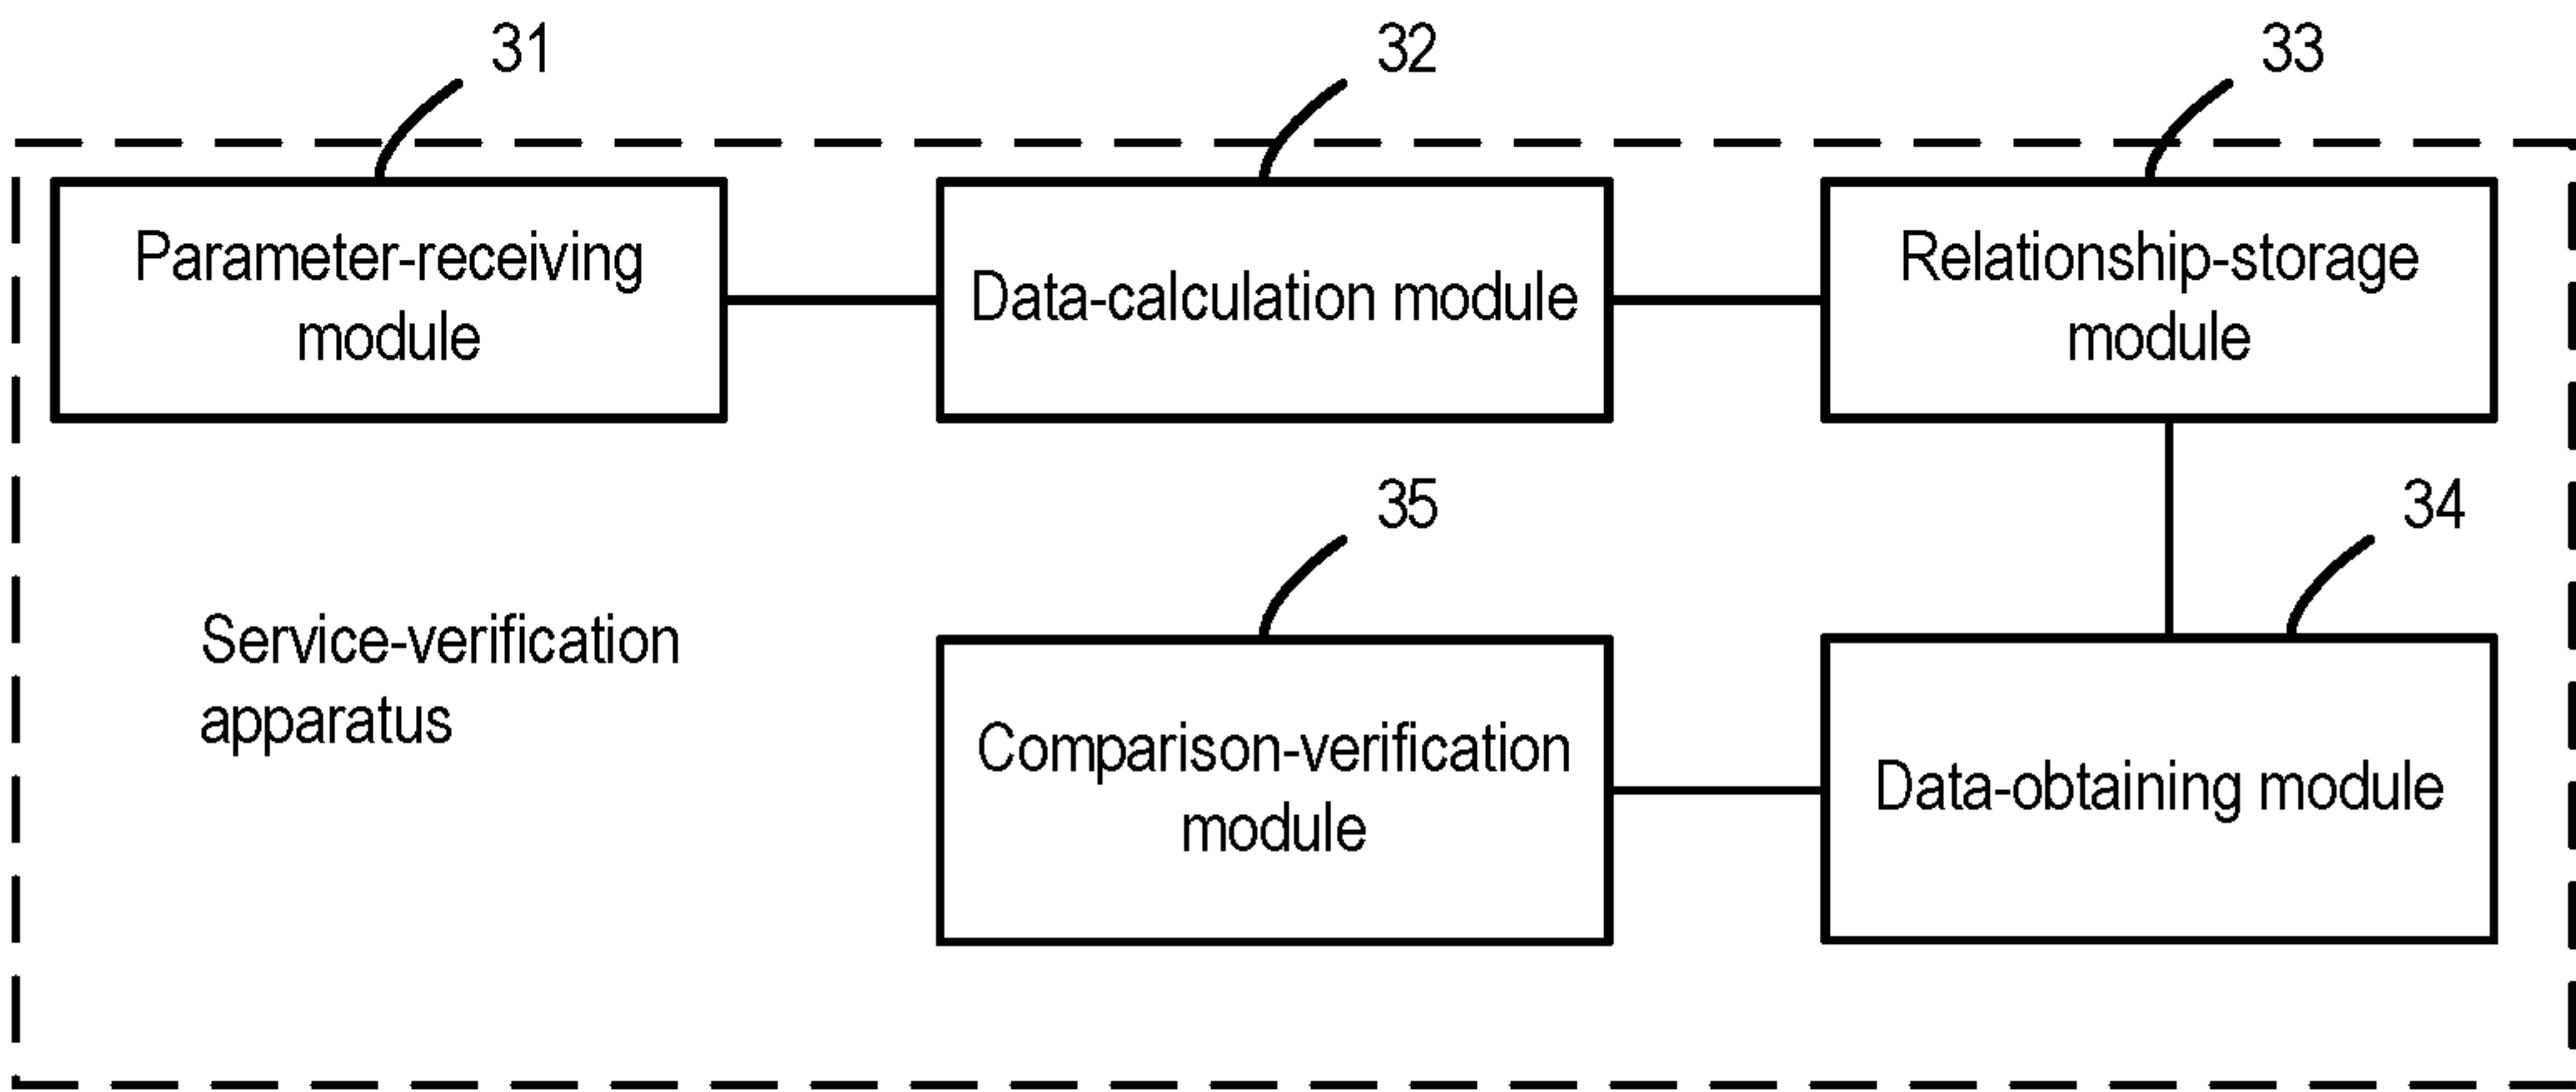 31
32
33
Parameter-receiving
module
Data-calculation module
Relationship-storage
module
35
34
Service-verification
apparatus
Comparison-verification
module
Data-obtaining module